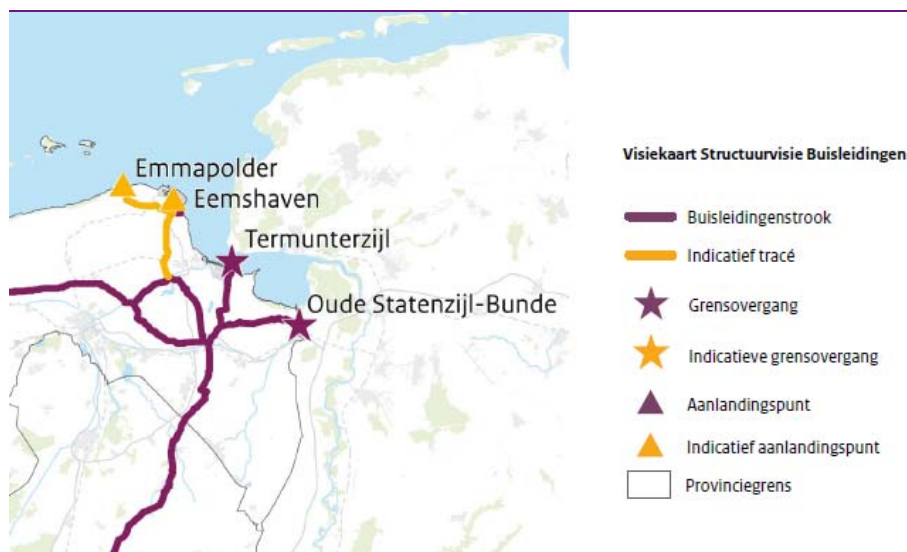 Emmapolder
Eemshaven
Termunterzijl
Oude Statenzijl-Bunde
Visiekaart Structuurvisie Buisleidingen
Buisleidingenstrook
Indicatief tracé
Grensovergang
Indicatieve grensovergang
Aanlandingspunt
Indicatief aanlandingspunt
Provinciegrens